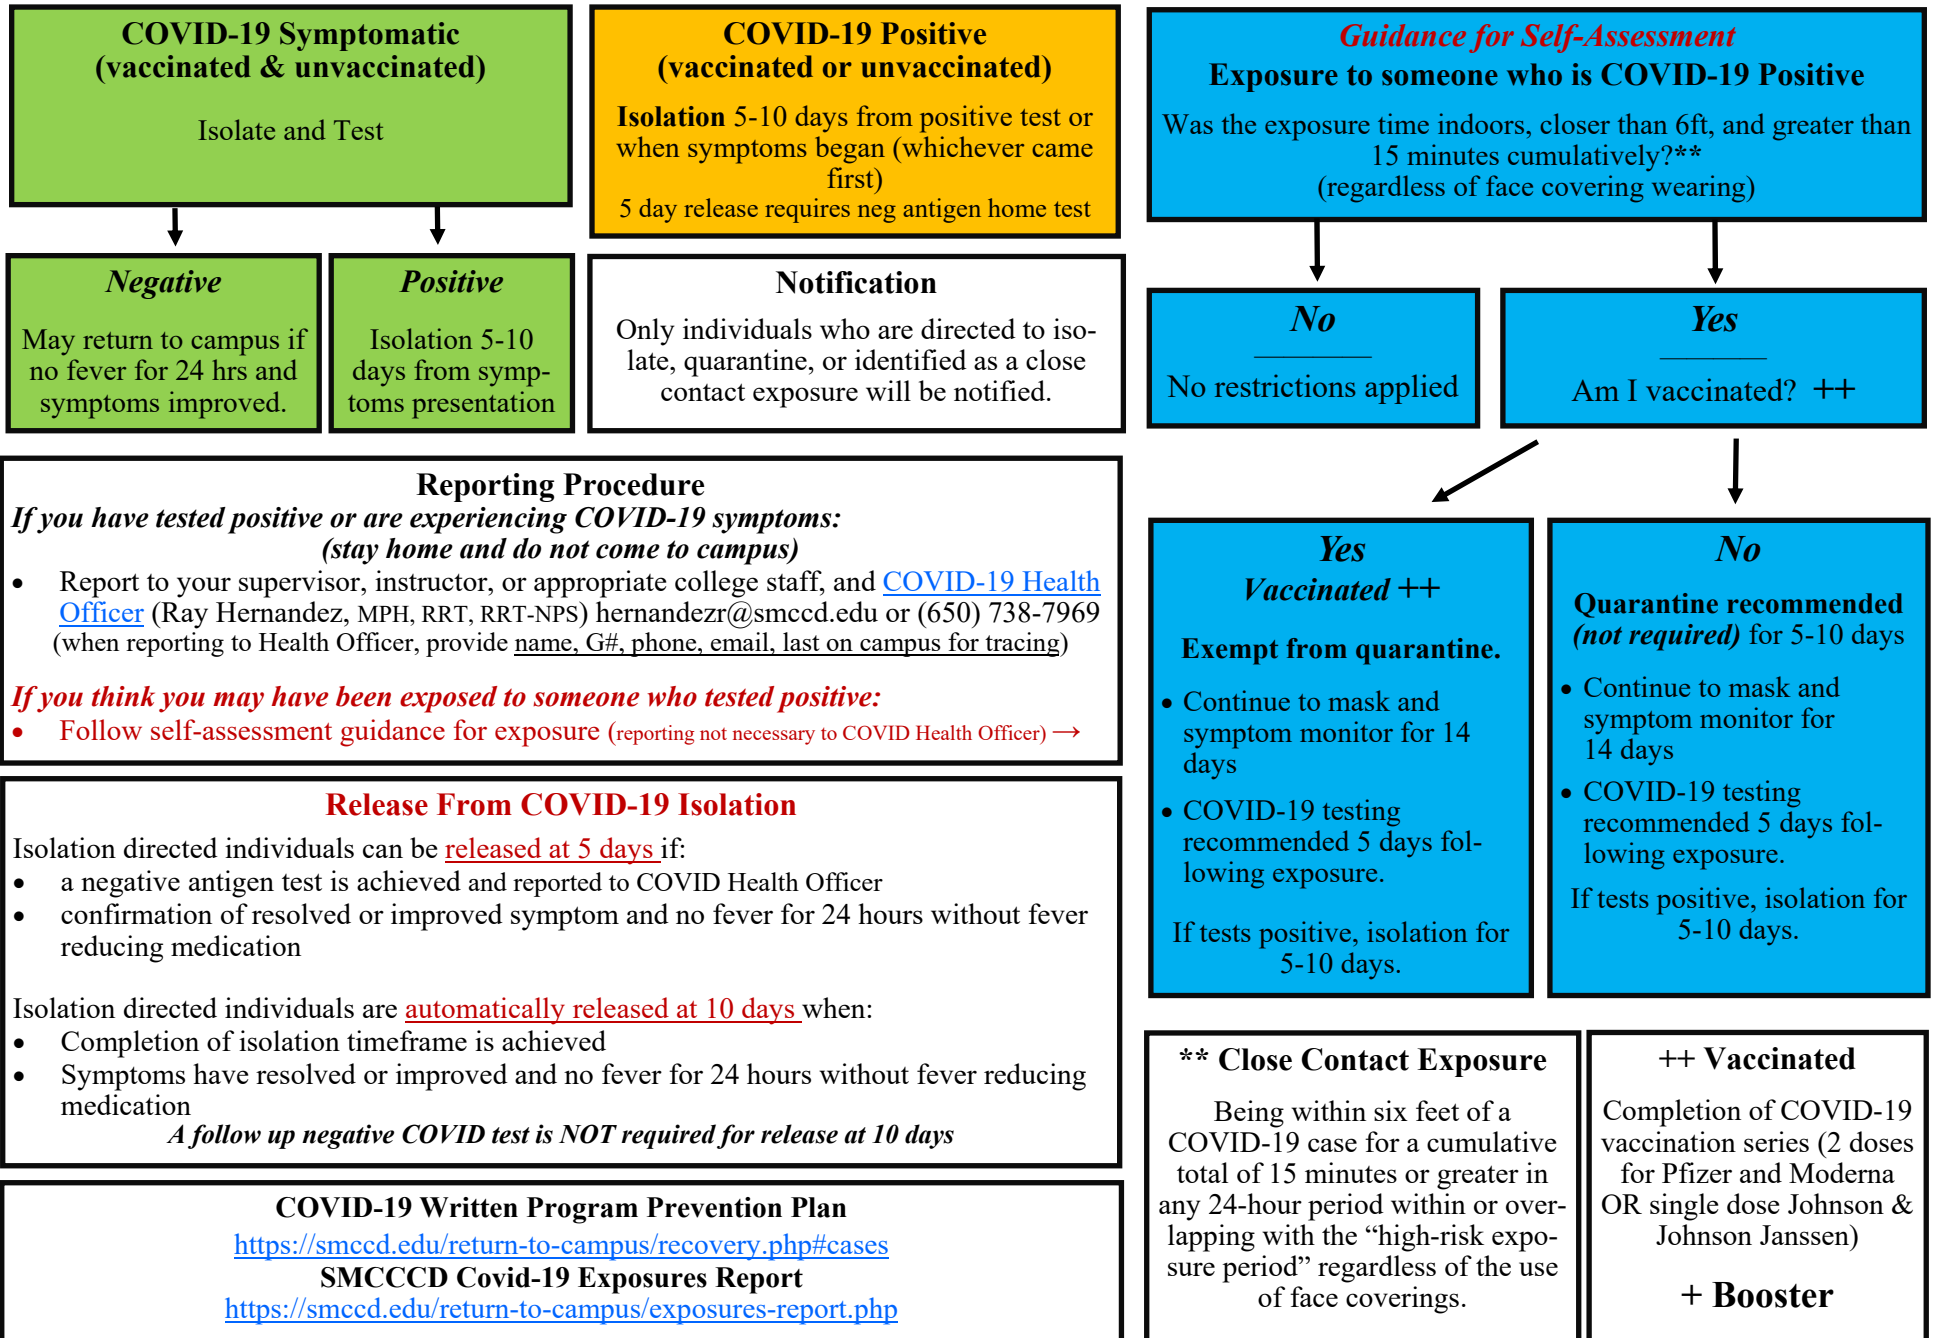 COVID-19 Symptomatic
(vaccinated & unvaccinated)
Isolate and Test
Negative
May return to campus if
no fever for 24 hrs and
symptoms improved.
Positive
Isolation 5-10
days from symp-
toms presentation
COVID-19 Positive
(vaccinated or unvaccinated)
Isolation 5-10 days from positive test or
when symptoms began (whichever came
first)
5 day release requires neg antigen home test
Notification
Only individuals who are directed to iso-
late, quarantine, or identified as a close
contact exposure will be notified.
Reporting Procedure
If you have tested positive or are experiencing COVID-19 symptoms:
(stay home and do not come to campus)
• Report to your supervisor, instructor, or appropriate college staff, and COVID-19 Health
Officer (Ray Hernandez, MPH, RRT, RRT-NPS) hernandezr@smccd.edu or (650) 738-7969
(when reporting to Health Officer, provide name, G#, phone, email, last on campus for tracing)
If you think you may have been exposed to someone who tested positive:
• Follow self-assessment guidance for exposure (reporting not necessary to COVID Health Officer) →
Release From COVID-19 Isolation
Isolation directed individuals can be released at 5 days if:
• a negative antigen test is achieved and reported to COVID Health Officer
• confirmation of resolved or improved symptom and no fever for 24 hours without fever
reducing medication
Isolation directed individuals are automatically released at 10 days when:
• Completion of isolation timeframe is achieved
• Symptoms have resolved or improved and no fever for 24 hours without fever reducing
medication
A follow up negative COVID test is NOT required for release at 10 days
COVID-19 Written Program Prevention Plan
https://smccd.edu/return-to-campus/recovery.php#cases
SMCCCD Covid-19 Exposures Report
https://smccd.edu/return-to-campus/exposures-report.php
Guidance for Self-Assessment
Exposure to someone who is COVID-19 Positive
Was the exposure time indoors, closer than 6ft, and greater than
15 minutes cumulatively?**
(regardless of face covering wearing)
No
No restrictions applied
Yes
Am I vaccinated? ++
Yes
Vaccinated ++
Exempt from quarantine.
• Continue to mask and
symptom monitor for 14
days
• COVID-19 testing
recommended 5 days fol-
lowing exposure.
If tests positive, isolation for
5-10 days.
No
Quarantine recommended
(not required) for 5-10 days
• Continue to mask and
symptom monitor for
14 days
• COVID-19 testing
recommended 5 days fol-
lowing exposure.
If tests positive, isolation for
5-10 days.
** Close Contact Exposure
Being within six feet of a
COVID-19 case for a cumulative
total of 15 minutes or greater in
any 24-hour period within or over-
lapping with the “high-risk expo-
sure period” regardless of the use
of face coverings.
++ Vaccinated
Completion of COVID-19
vaccination series (2 doses
for Pfizer and Moderna
OR single dose Johnson &
Johnson Janssen)
+ Booster